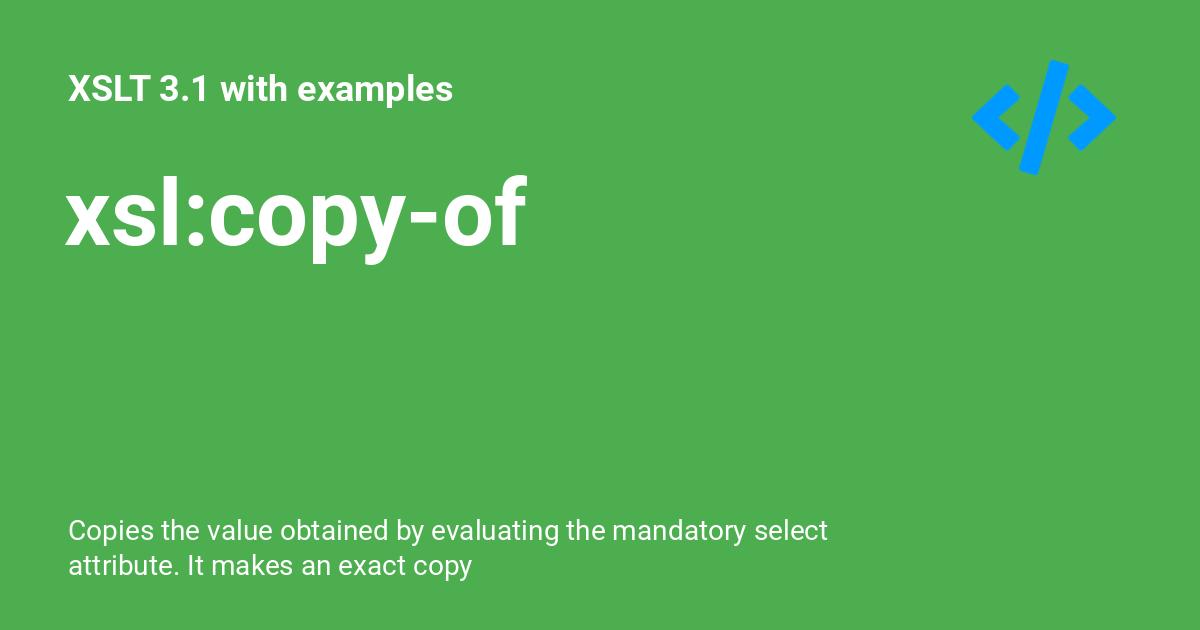 XSLT 3.1 with examples
xsl:copy-of
Copies the value obtained by evaluating the mandatory select
attribute. It makes an exact copy